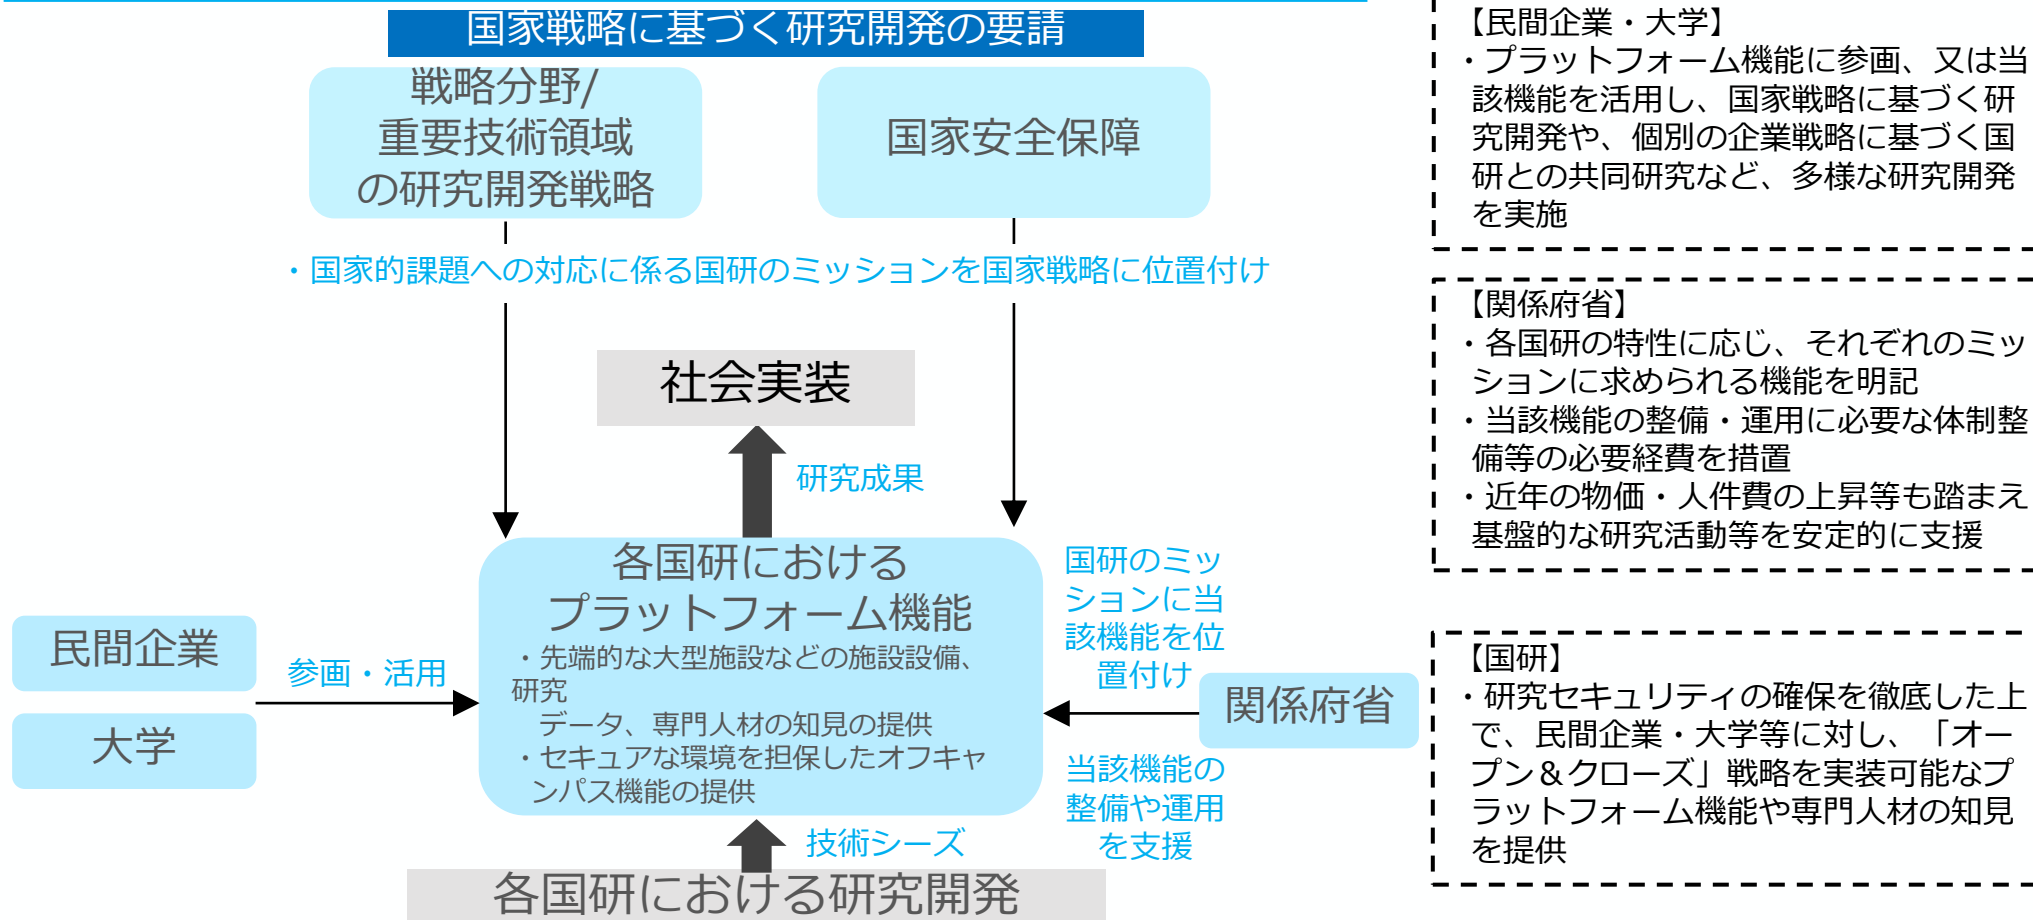 国家戦略に基づく研究開発の要請
戦略分野/
重要技術領域
の研究開発戦略
国家安全保障
・国家的課題への対応に係る国研のミッションを国家戦略に位置付け
社会実装
研究成果
各国研における
プラットフォーム機能
・先端的な大型施設などの施設設備、
研究
データ、専門人材の知見の提供
・セキュアな環境を担保したオフキャ
ンパス機能の提供
民間企業
大学
参画・活用
国研のミッ
ションに当
該機能を位
置付け
関係府省
当該機能の
整備や運用
を支援
技術シーズ
各国研における研究開発
【民間企業・大学】
・プラットフォーム機能に参画、又は当
該機能を活用し、国家戦略に基づく研
究開発や、個別の企業戦略に基づく国
研との共同研究など、多様な研究開発
を実施
【関係府省】
・各国研の特性に応じ、それぞれのミッ
ションに求められる機能を明記
・当該機能の整備・運用に必要な体制整
備等の必要経費を措置
・近年の物価・人件費の上昇等も踏まえ
基盤的な研究活動等を安定的に支援
【国研】
・研究セキュリティの確保を徹底した上
で、民間企業・大学等に対し、「オー
プン＆クローズ」戦略を実装可能なプ
ラットフォーム機能や専門人材の知見
を提供